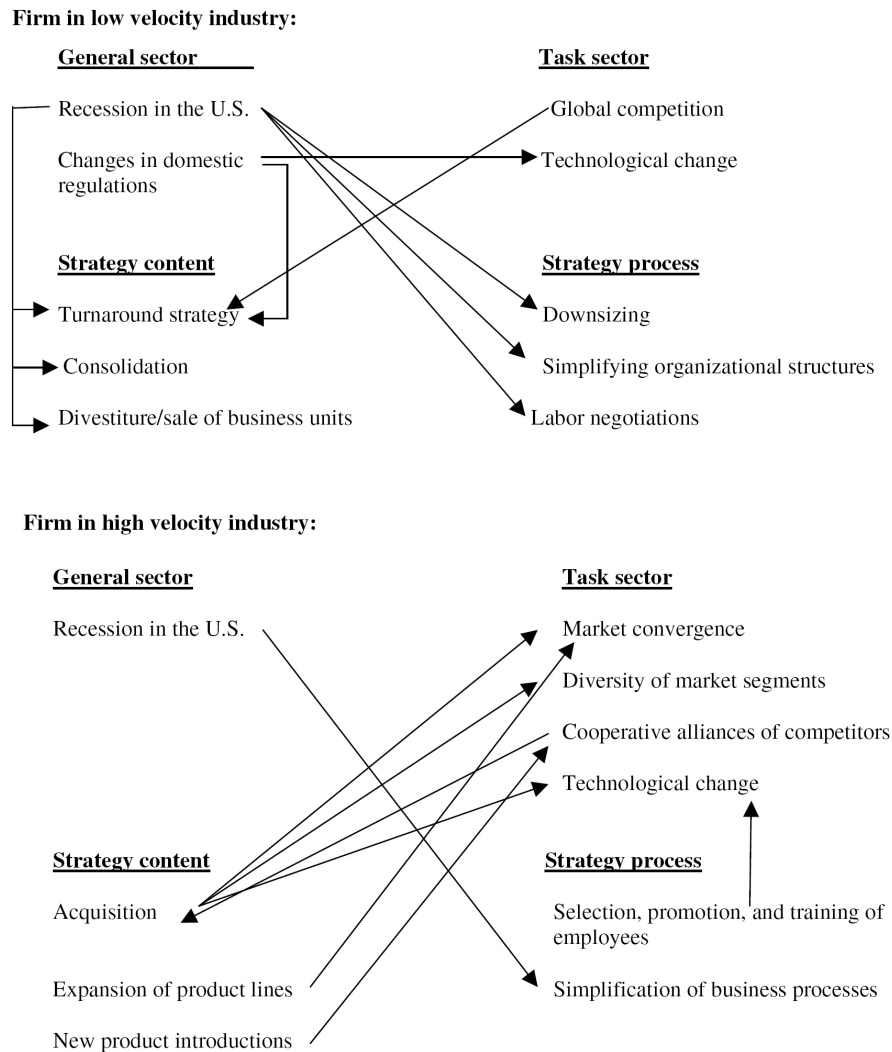 Firm in low velocity industry:
General sector
Task sector
Recession in the U.S.
Global competition
Changes in domestic
regulations
Technological change
Strategy content
Strategy process
Turnaround strategy
Downsizing
Consolidation
Simplifying organizational structures
Divestiture/sale of business units
Labor negotiations
Firm in high velocity industry:
General sector
Task sector
Recession in the U.S.
Market convergence
Diversity of market segments
Cooperative alliances of competitors
Technological change
Strategy content
Strategy process
Acquisition
Selection, promotion, and training of
employees
Expansion of product lines
Simplification of business processes
New product introductions